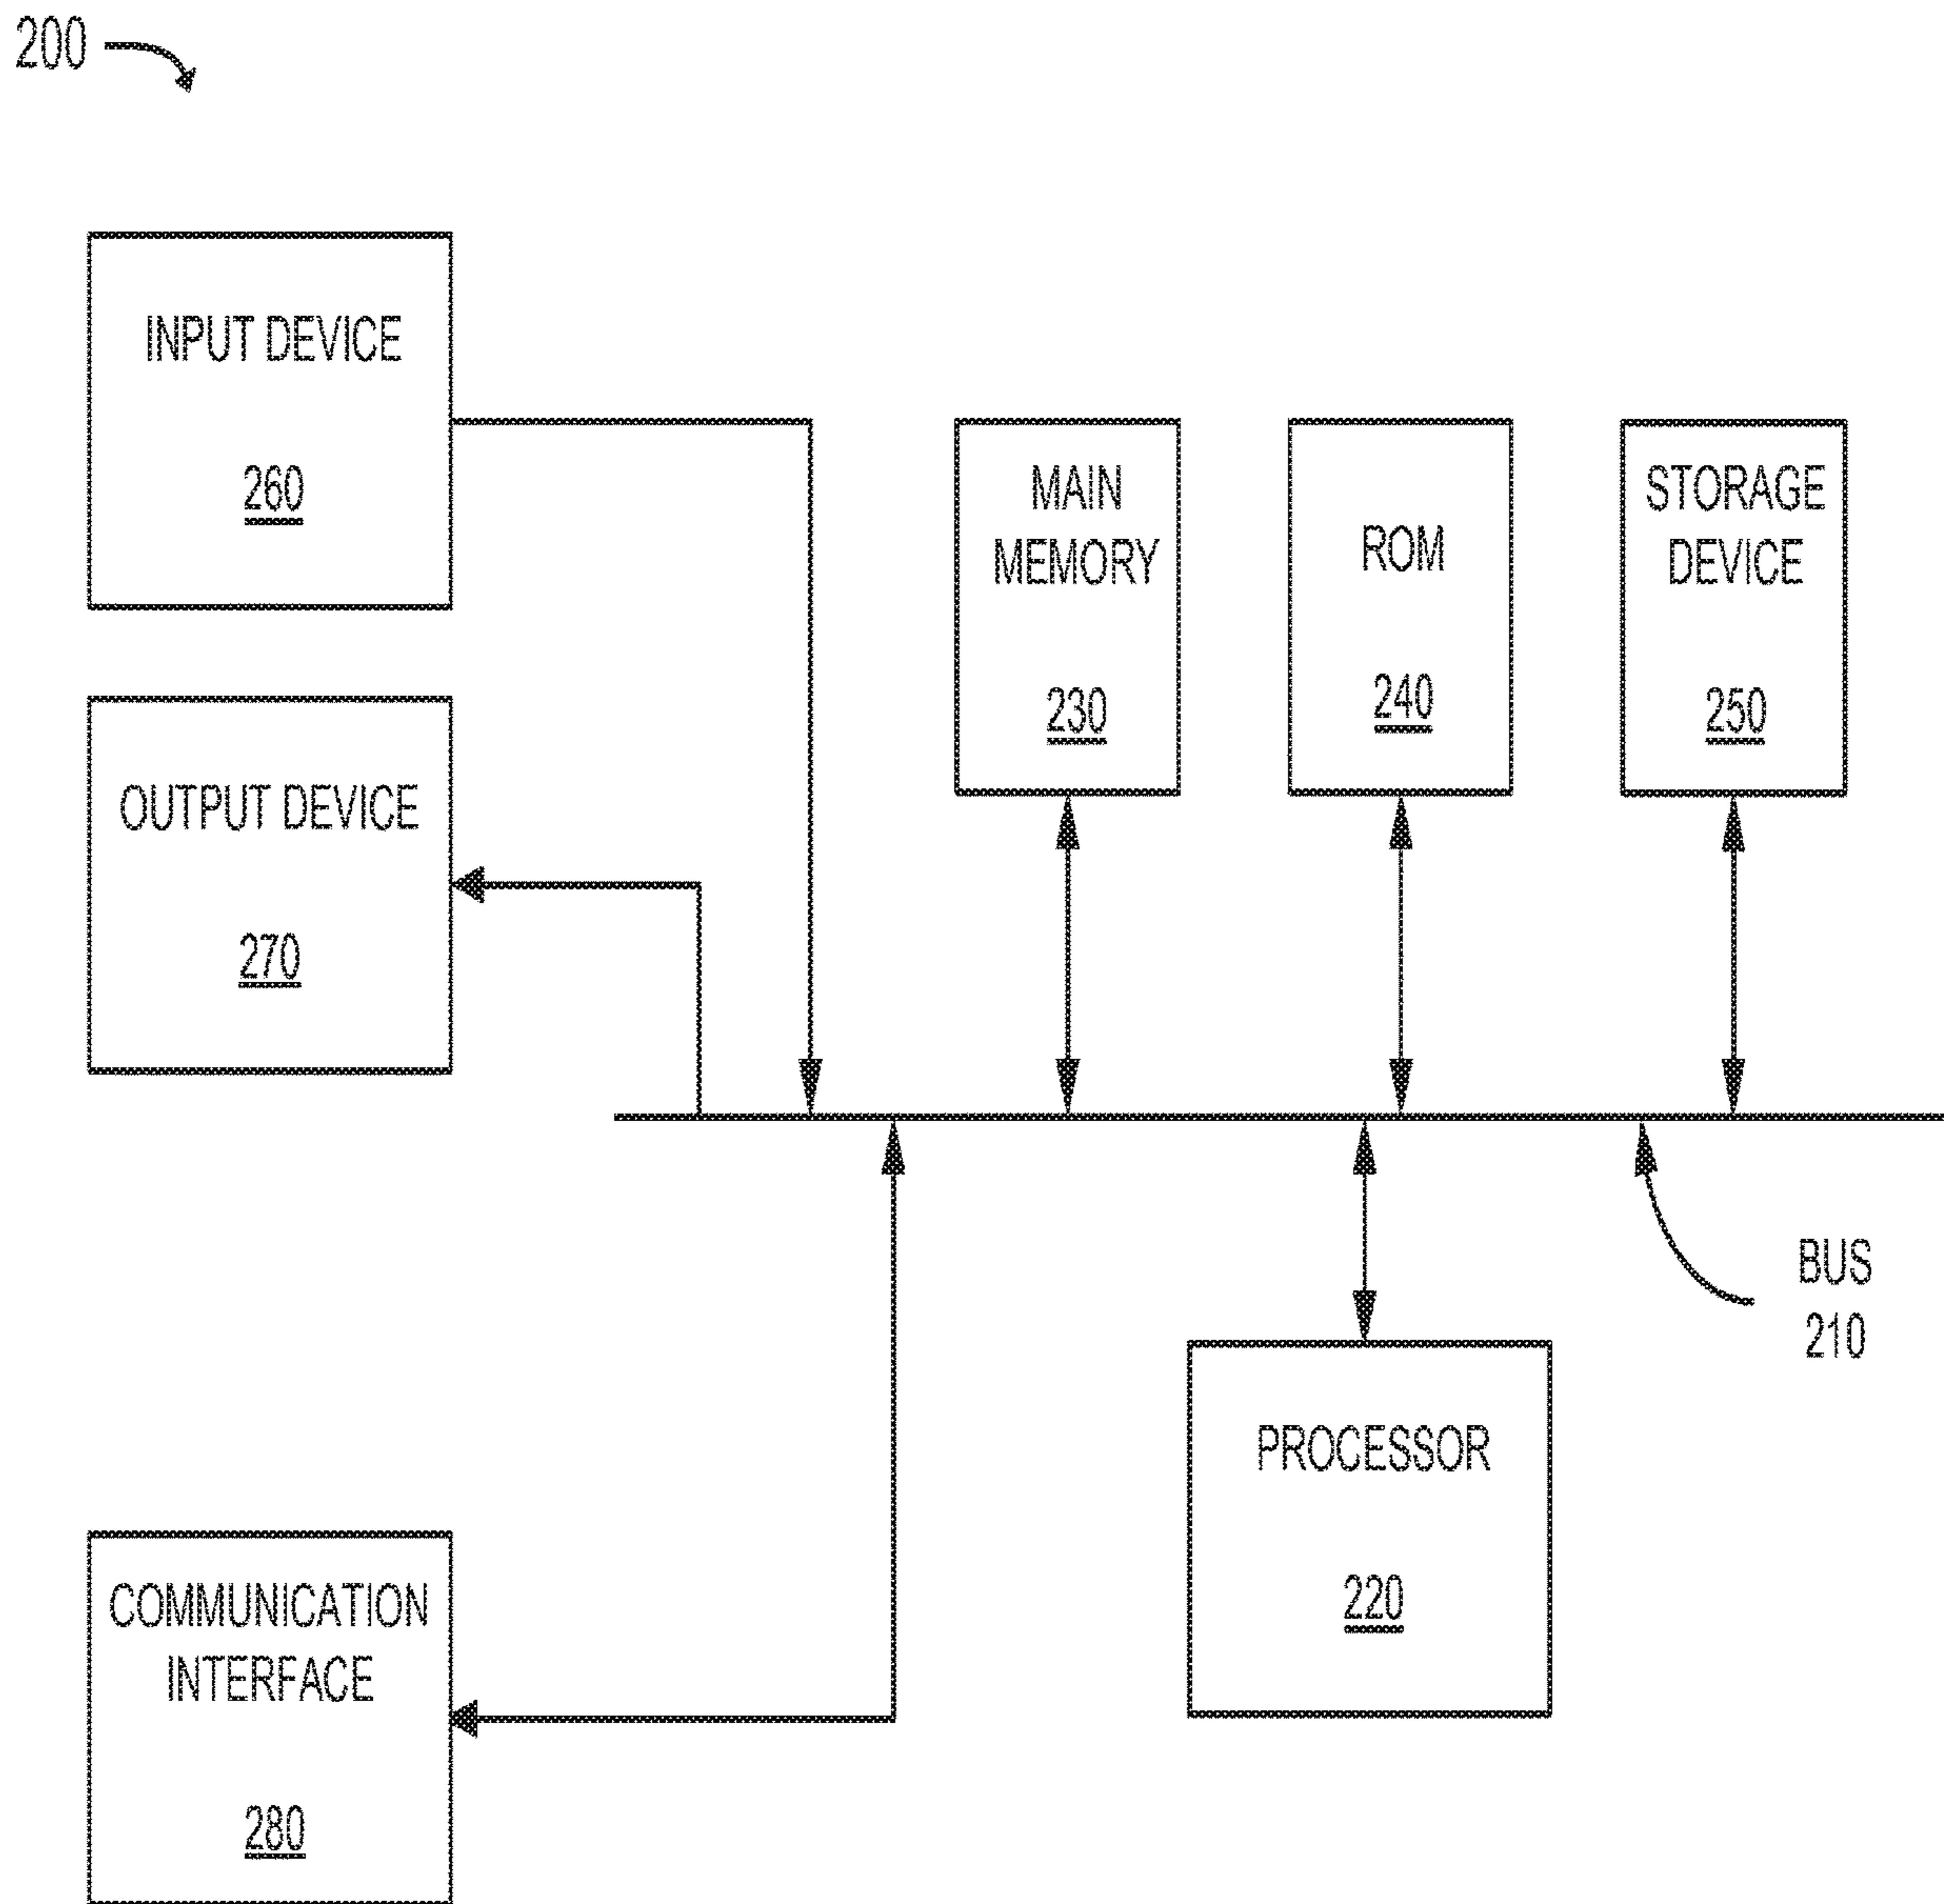 200
INPUT DEVICE
260
OUTPUT DEVICE
270
MAIN
MEMORY
230
ROM
240
STORAGE
DEVICE
250
BUS
210
PROCESSOR
220
COMMUNICATION
INTERFACE
280